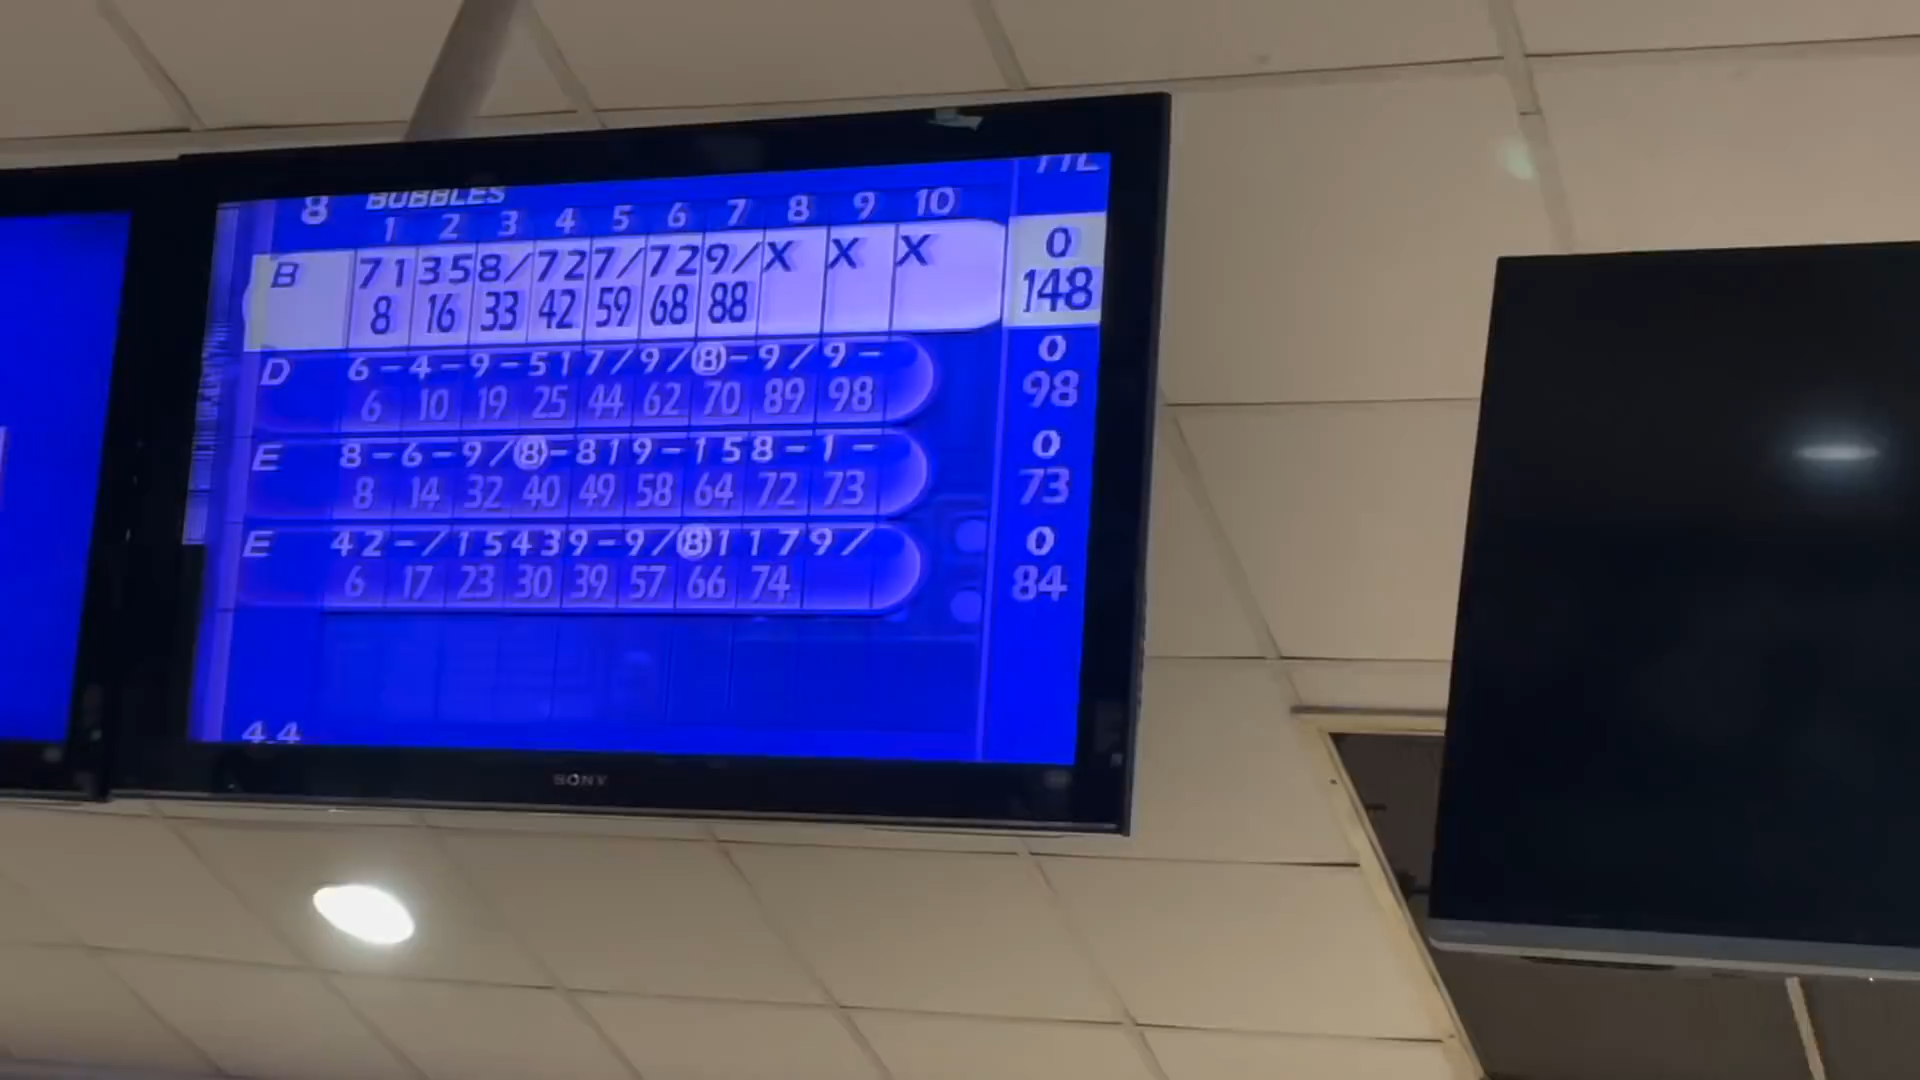 8 BUBBLES TTL
1 2 3 4 5 6 7 8 9 10
B 7 1 3 5 8 / 7 2 7 / 7 2 9 / X X X 0
8 16 33 42 59 68 88 148
D 6 - 4 - 9 - 5 1 7 / 9 / 8 - 9 / 9 - 0
6 10 19 25 44 62 70 89 98 98
E 8 - 6 - 9 / 8 - 8 1 9 - 1 5 8 - 1 - 0
8 14 32 40 49 58 64 72 73 73
E 4 2 - / 1 5 4 3 9 - 9 / 8 1 1 7 9 / 0
6 17 23 30 39 57 66 74 84
4.4
SONY